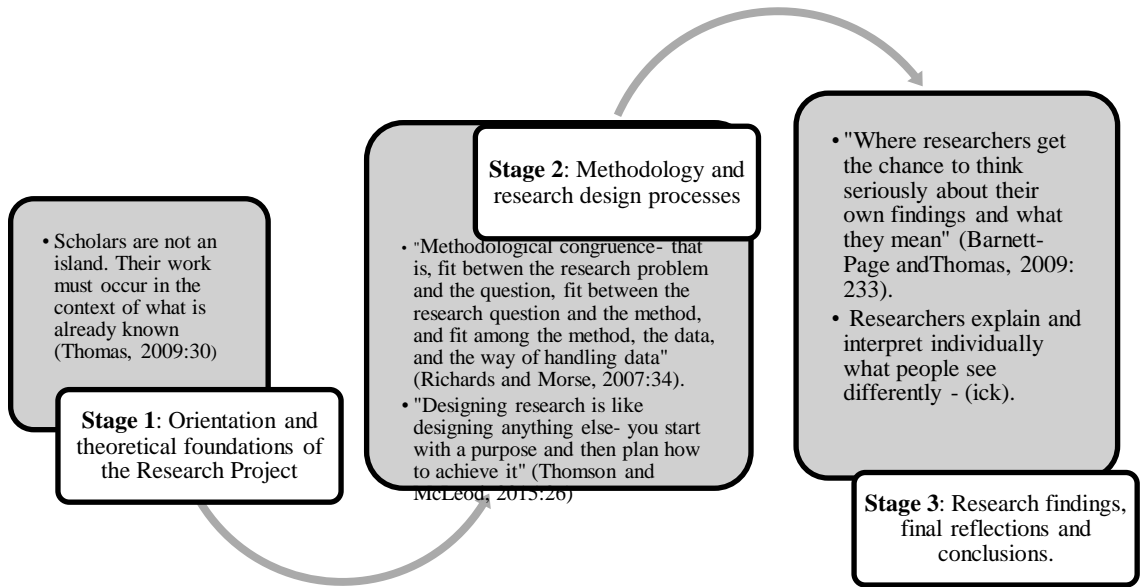 • Scholars are not an
island. Their work
must occur in the
context of what is
already known
(Thomas, 2009:30)
Stage 1: Orientation and
theoretical foundations of
the Research Project
Stage 2: Methodology and
research design processes
• "Methodological congruence- that
is, fit betwen the research problem
and the question, fit between the
research question and the method,
and fit among the method, the data,
and the way of handling data"
(Richards and Morse, 2007:34).
• "Designing research is like
designing anything else- you start
with a purpose and then plan how
to achieve it" (Thomson and
McLeod, 2015:26)
• "Where researchers get
the chance to think
seriously about their
own findings and what
they mean" (Barnett-
Page andThomas, 2009:
233).
• Researchers explain and
interpret individually
what people see
differently - (ick).
Stage 3: Research findings,
final reflections and
conclusions.